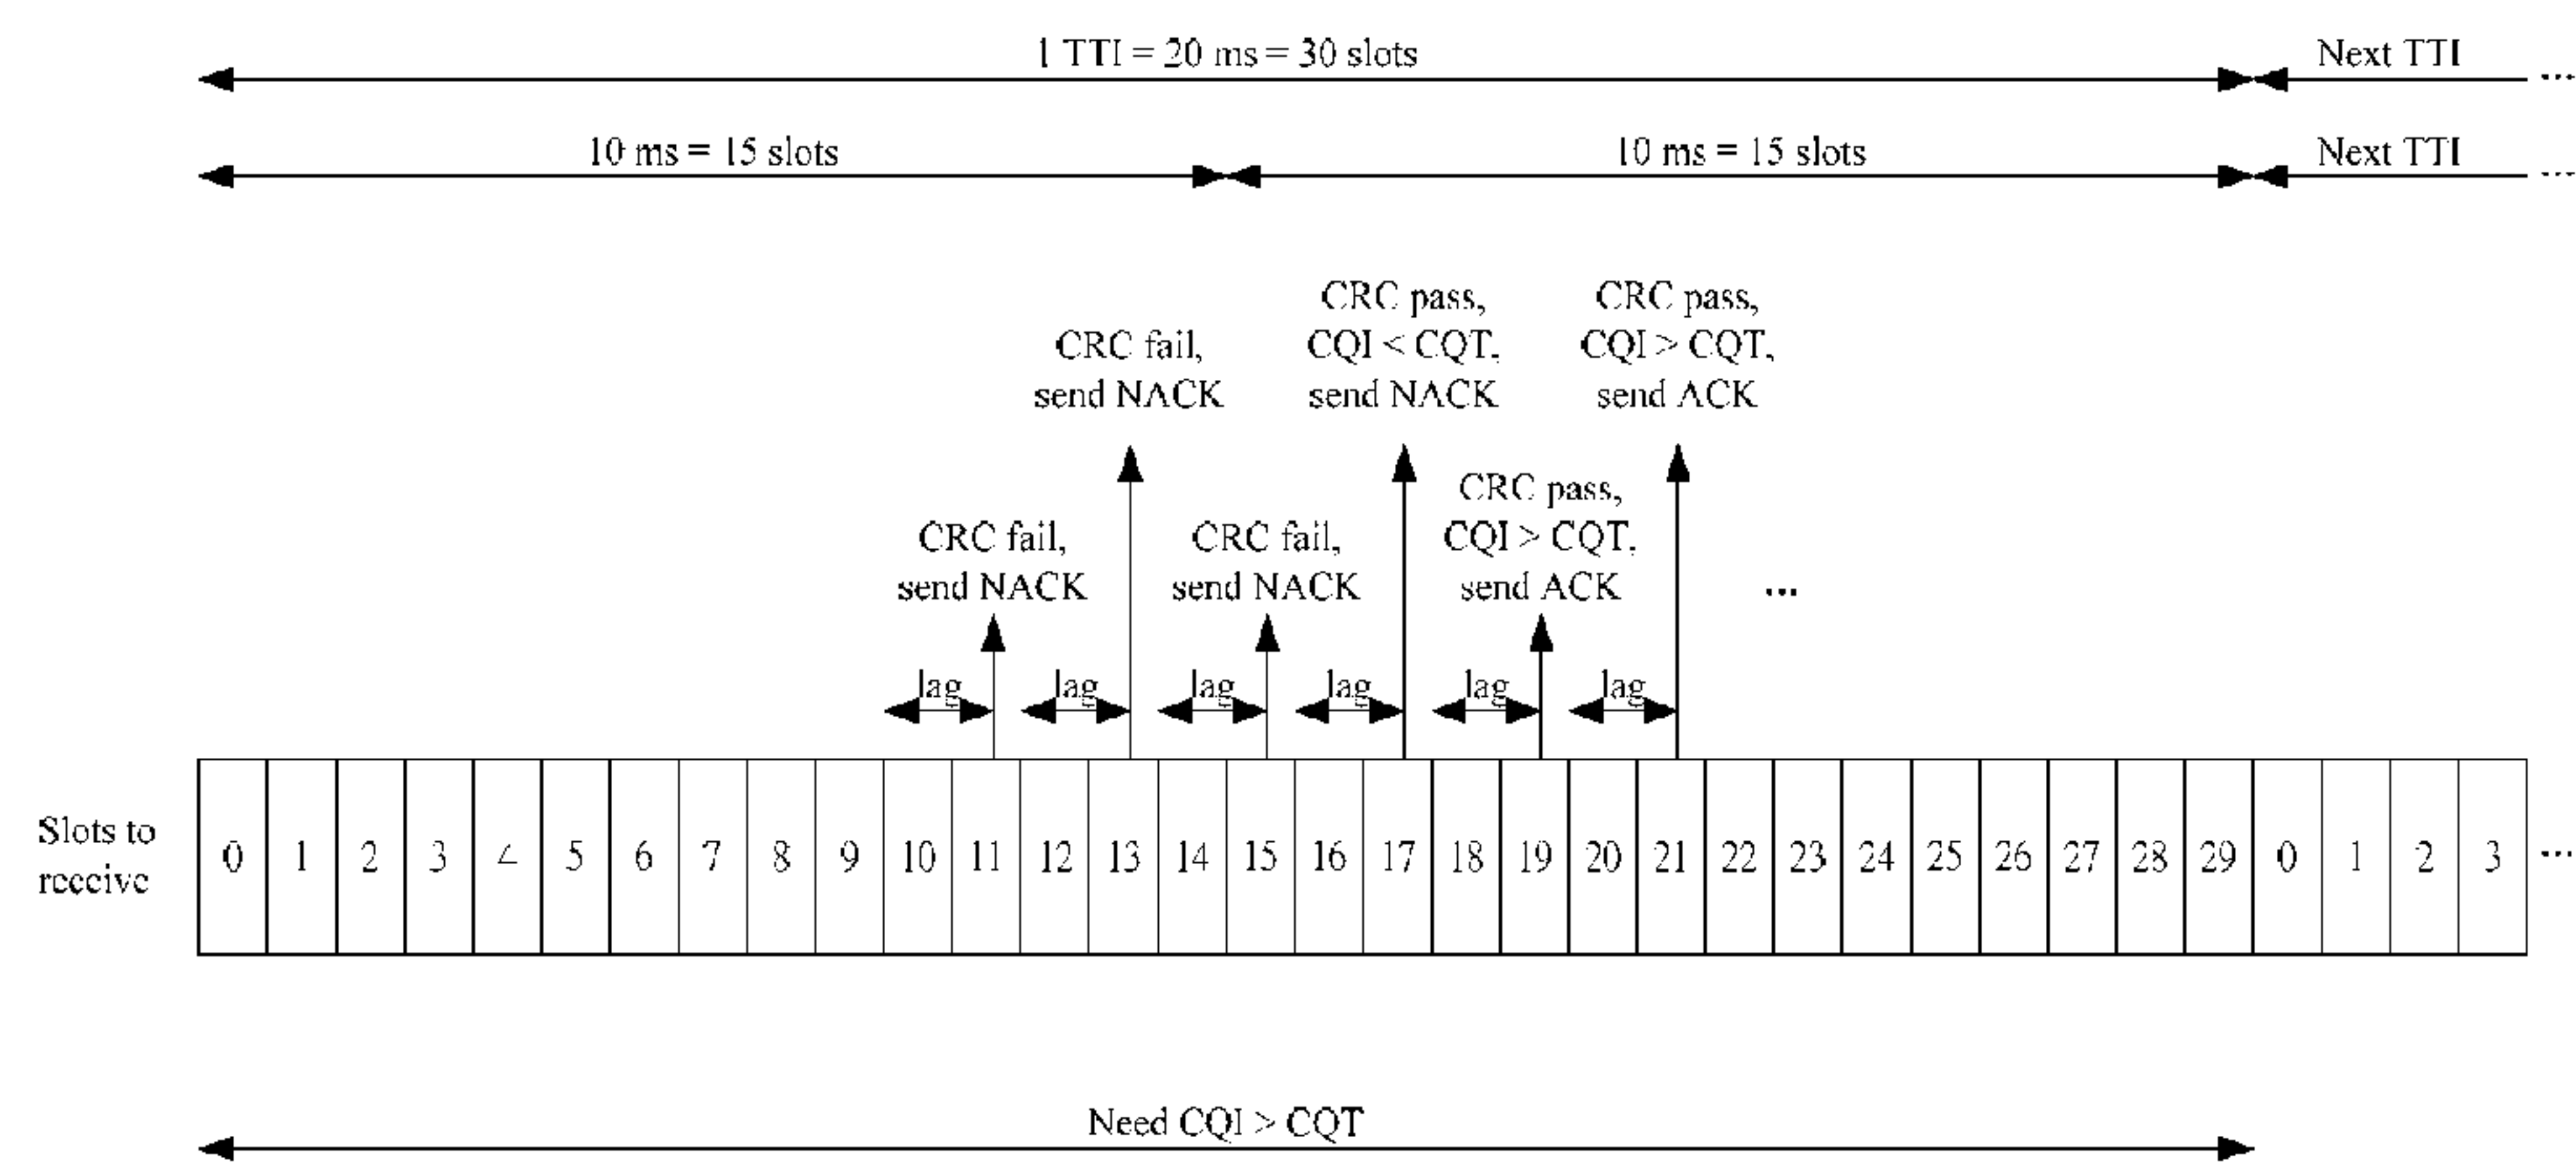 1 TTI = 20 ms = 30 slots
Next TTI
...
10 ms = 15 slots
10 ms = 15 slots
Next TTI
...
CRC fail,
send NACK
CRC fail,
send NACK
CRC fail,
send NACK
CRC pass,
CQI < CQT,
send NACK
CRC pass,
CQI > CQT,
send ACK
CRC pass,
CQI > CQT,
send ACK
...
lag
lag
lag
lag
lag
lag
Slots to
receive
0 1 2 3 4 5 6 7 8 9 10 11 12 13 14 15 16 17 18 19 20 21 22 23 24 25 26 27 28 29 0 1 2 3 ...
Need CQI > CQT